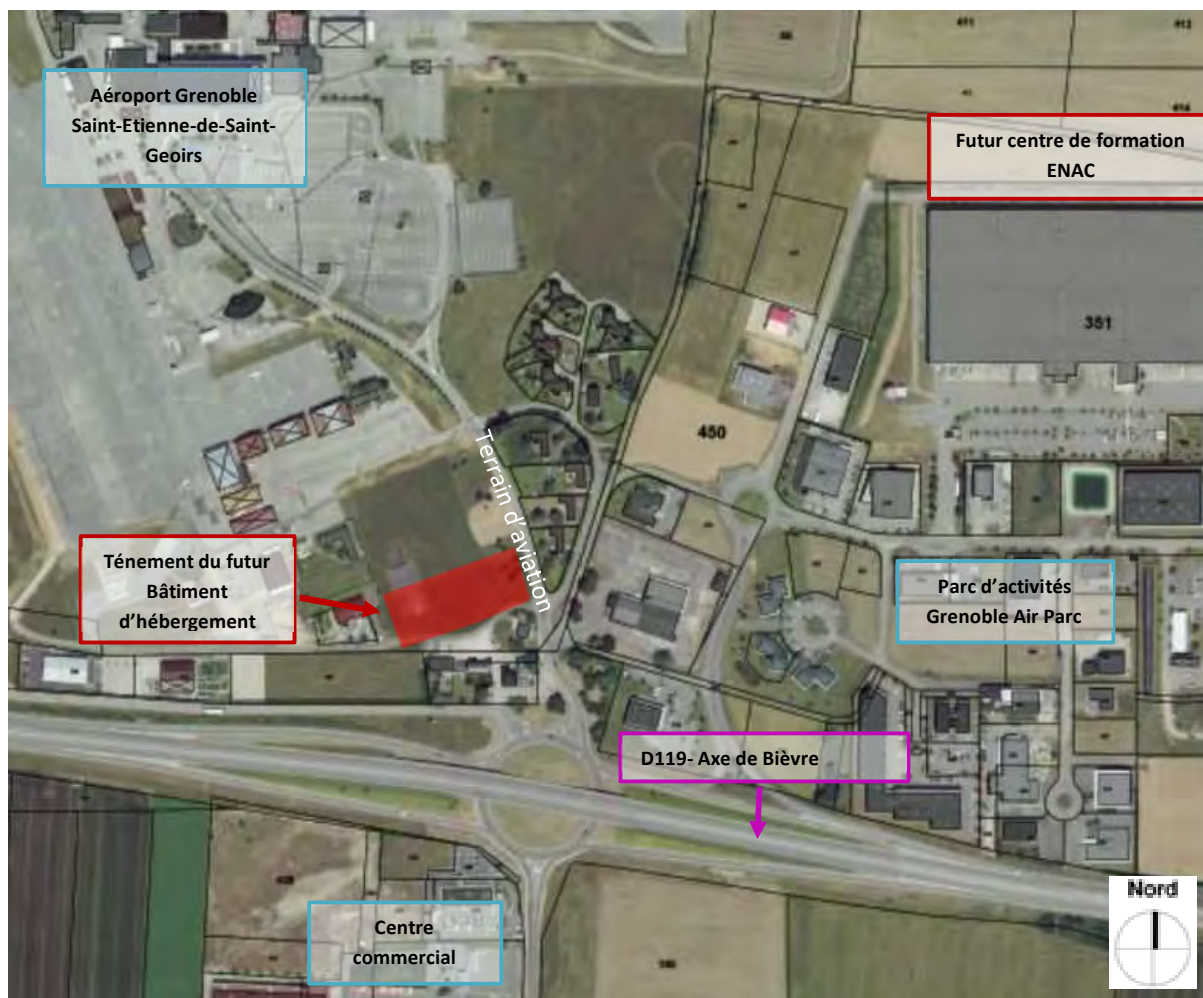 Aéroport Grenoble
Saint-Etienne-de-Saint-
Geoirs
Futur centre de formation
ENAC
351
450
Terrain d’aviation
Ténement du futur
Bâtiment
d’hébergement
Parc d’activités
Grenoble Air Parc
D119- Axe de Bièvre
Centre
commercial
Nord